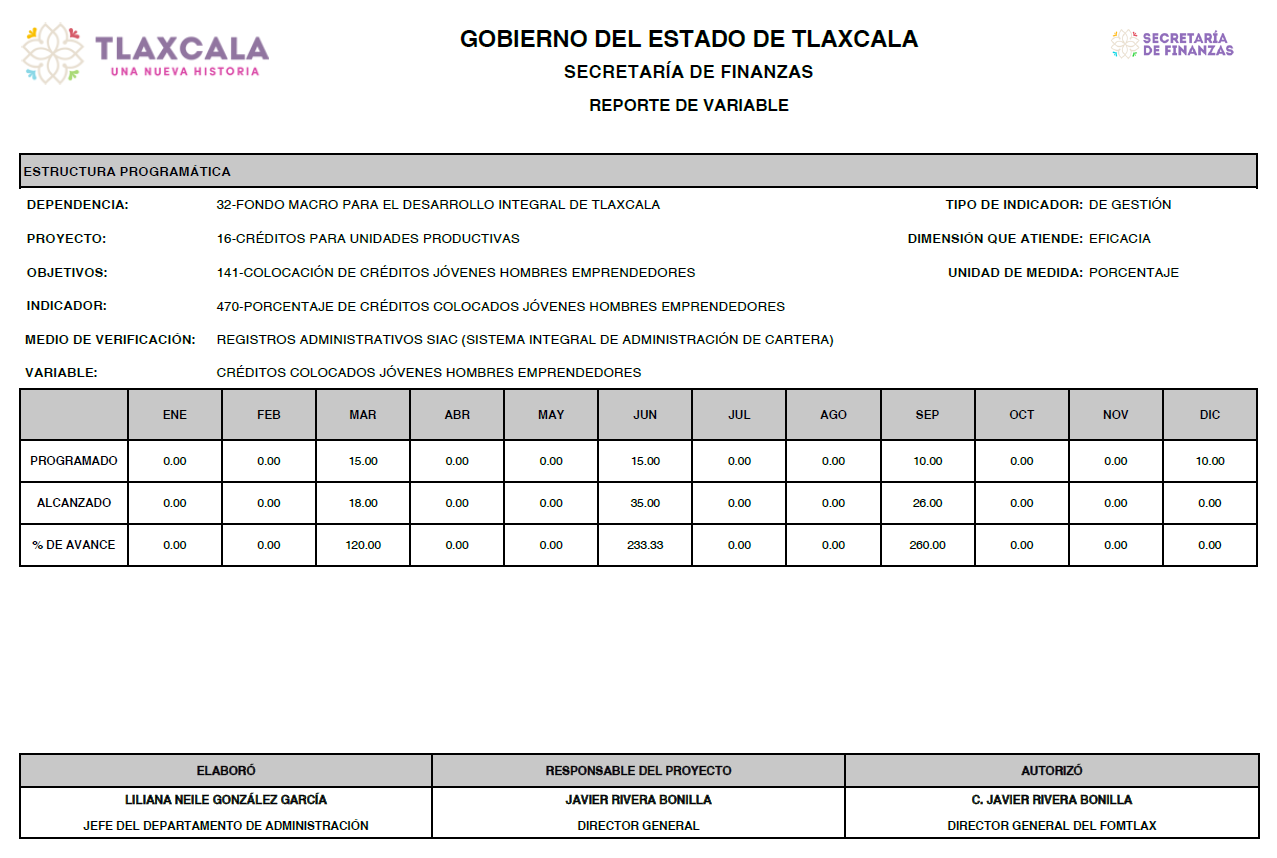 TLAXCALA
UNA NUEVA HISTORIA
GOBIERNO DEL ESTADO DE TLAXCALA
SECRETARÍA DE FINANZAS
REPORTE DE VARIABLE
SECRETARÍA
DE FINANZAS
ESTRUCTURA PROGRAMÁTICA
DEPENDENCIA: 32-FONDO MACRO PARA EL DESARROLLO INTEGRAL DE TLAXCALA TIPO DE INDICADOR: DE GESTIÓN
PROYECTO: 16-CRÉDITOS PARA UNIDADES PRODUCTIVAS DIMENSIÓN QUE ATIENDE: EFICACIA
OBJETIVOS: 141-COLOCACIÓN DE CRÉDITOS JÓVENES HOMBRES EMPRENDEDORES UNIDAD DE MEDIDA: PORCENTAJE
INDICADOR: 470-PORCENTAJE DE CRÉDITOS COLOCADOS JÓVENES HOMBRES EMPRENDEDORES
MEDIO DE VERIFICACIÓN: REGISTROS ADMINISTRATIVOS SIAC (SISTEMA INTEGRAL DE ADMINISTRACIÓN DE CARTERA)
VARIABLE: CRÉDITOS COLOCADOS JÓVENES HOMBRES EMPRENDEDORES
ENE FEB MAR ABR MAY JUN JUL AGO SEP OCT NOV DIC
PROGRAMADO 0.00 0.00 15.00 0.00 0.00 15.00 0.00 0.00 10.00 0.00 0.00 10.00
ALCANZADO 0.00 0.00 18.00 0.00 0.00 35.00 0.00 0.00 26.00 0.00 0.00 0.00
% DE AVANCE 0.00 0.00 120.00 0.00 0.00 233.33 0.00 0.00 260.00 0.00 0.00 0.00
ELABORÓ RESPONSABLE DEL PROYECTO AUTORIZÓ
LILIANA NEILE GONZÁLEZ GARCÍA JAVIER RIVERA BONILLA C. JAVIER RIVERA BONILLA
JEFE DEL DEPARTAMENTO DE ADMINISTRACIÓN DIRECTOR GENERAL DIRECTOR GENERAL DEL FOMTLAX